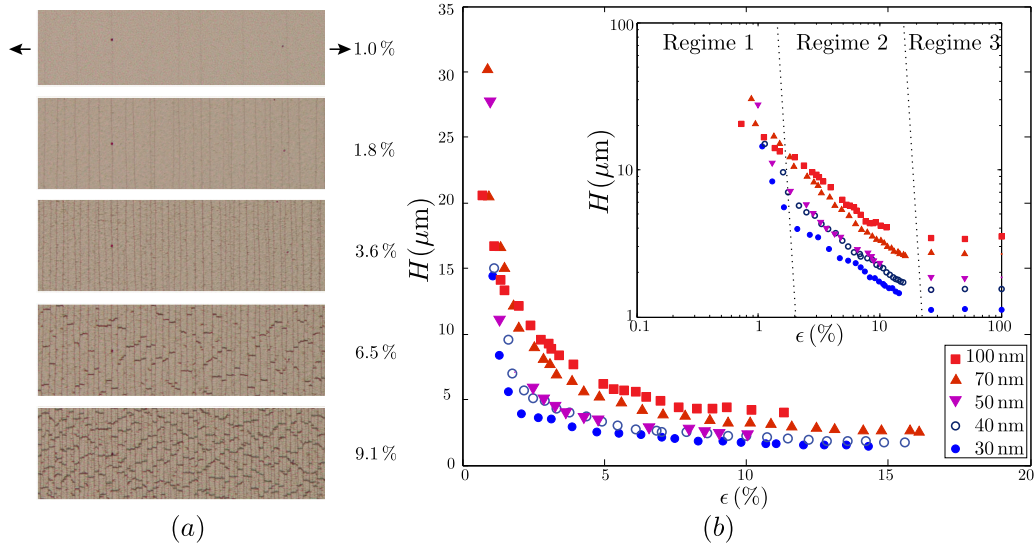 1.0 %
1.8 %
3.6 %
6.5 %
9.1 %
(a)
H (μm)
35
30
25
20
15
10
5
0
0
5
10
15
20
ϵ (%)
(b)
H (μm)
100
10
1
0.1
1
10
100
ϵ (%)
Regime 1
Regime 2
Regime 3
100 nm
70 nm
50 nm
40 nm
30 nm